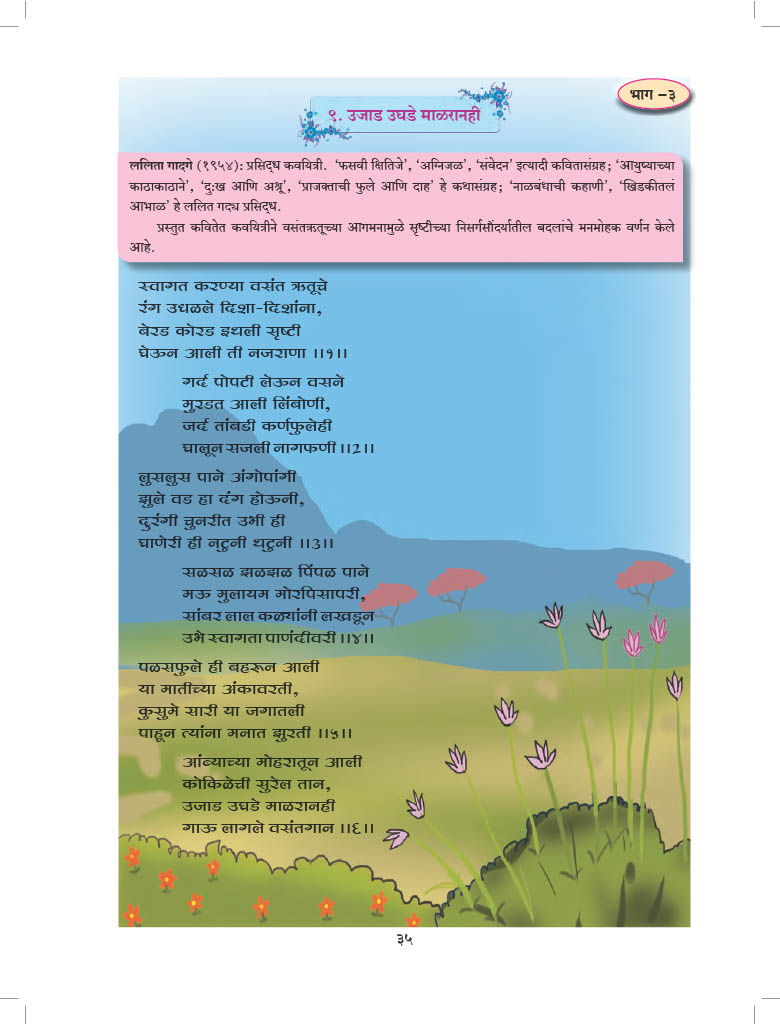 भाग –३
९. उजाड उघडे माळरानही
ललिता गादगे (१९५४): प्रसिद्ध कवयित्री. ‘फसवी क्षितिजे’, ‘अग्निजळ’, ‘संवेदन’ इत्यादी कवितासंग्रह; ‘आयुष्याच्या
काठाकाठाने’, ‘दुःख आणि अश्रू’, ‘प्राजक्ताची फुले आणि दाह’ हे कथासंग्रह; ‘नाळबंधाची कहाणी’, ‘खिडकीतलं
आभाळ’ हे ललित गद्य प्रसिद्ध.
प्रस्तुत कवितेत कवयित्रीने वसंतऋतूच्या आगमनामुळे सृष्टीच्या निसर्गसौंदर्यातील बदलांचे मनमोहक वर्णन केले
आहे.
स्वागत करण्या वसंत ऋतूचे
रंग उधळले दिशा-दिशांना,
बेरड कोरड इथली सृष्टी
घेऊन आली ती नजराणा ।।१।।
गर्द पोपटी लेऊन वसने
मुरडत आली लिंबोणी,
जर्द तांबडी कर्णफुलेही
घालून सजली नागफणी ।।२।।
लुसलुस पाने अंगोपांगी
झुले वड हा दंग होऊनी,
दुरंगी चुनरीत उभी ही
घाणेरी ही नटुनी थटुनी ।।३।।
सळसळ झळझळ पिंपळ पाने
मऊ मुलायम मोरपिसापरी,
सांबर लाल कळ्यांनी लखडून
उभे स्वागता पाणंदीवरी ।।४।।
पळसफुले ही बहरून आली
या मातीच्या अंकावरती,
कुसुमे सारी या जगातली
पाहून त्यांना मनात झुरती ।।५।।
आंब्याच्या मोहरातून आली
कोकिळेची सुरेल तान,
उजाड उघडे माळरानही
गाऊ लागले वसंतगान ।।६।।
३५